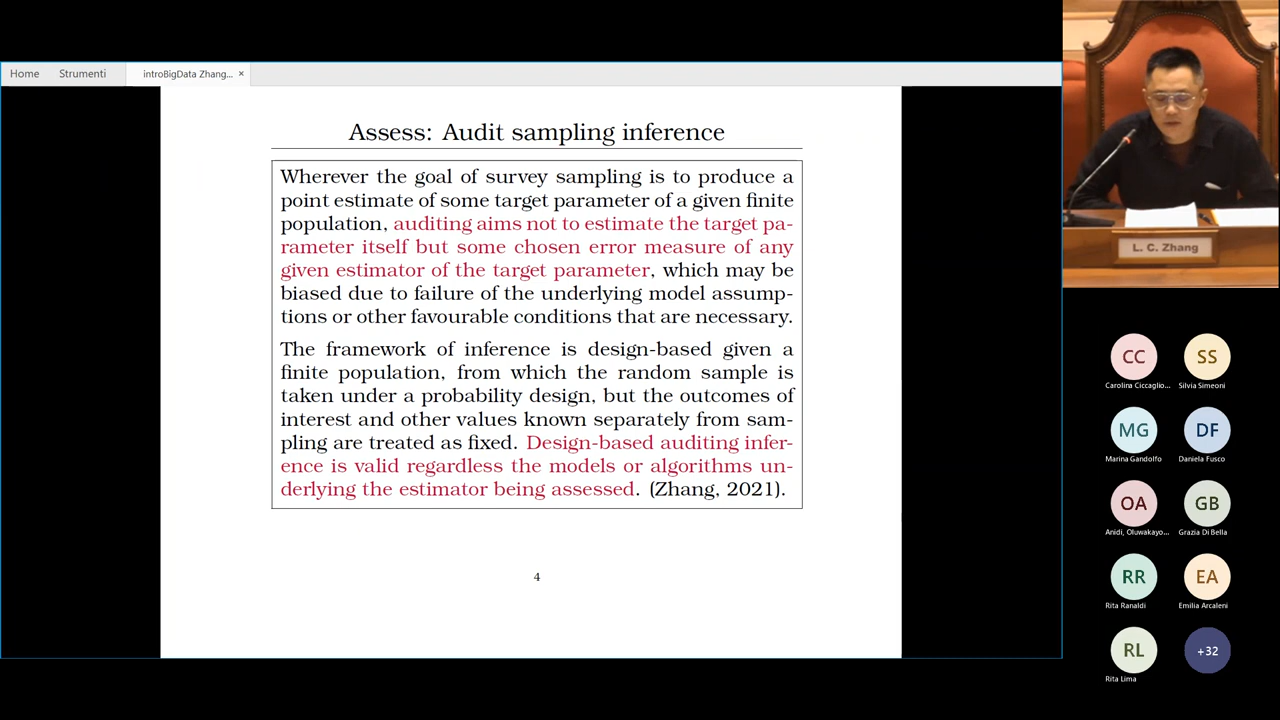 Home Strumenti introBigData Zhang... ×
Assess: Audit sampling inference
Wherever the goal of survey sampling is to produce a
point estimate of some target parameter of a given finite
population, auditing aims not to estimate the target pa-
rameter itself but some chosen error measure of any
given estimator of the target parameter, which may be
biased due to failure of the underlying model assump-
tions or other favourable conditions that are necessary.
The framework of inference is design-based given a
finite population, from which the random sample is
taken under a probability design, but the outcomes of
interest and other values known separately from sam-
pling are treated as fixed. Design-based auditing infer-
ence is valid regardless the models or algorithms un-
derlying the estimator being assessed. (Zhang, 2021).
4
L. C. Zhang
CC SS
Carolina Ciccaglio... Silvia Simeoni
MG DF
Marina Gandolfo Daniela Fusco
OA GB
Anidi, Oluwakayo... Grazia Di Bella
RR EA
Rita Ranaldi Emilia Arcaleni
RL +32
Rita Lima